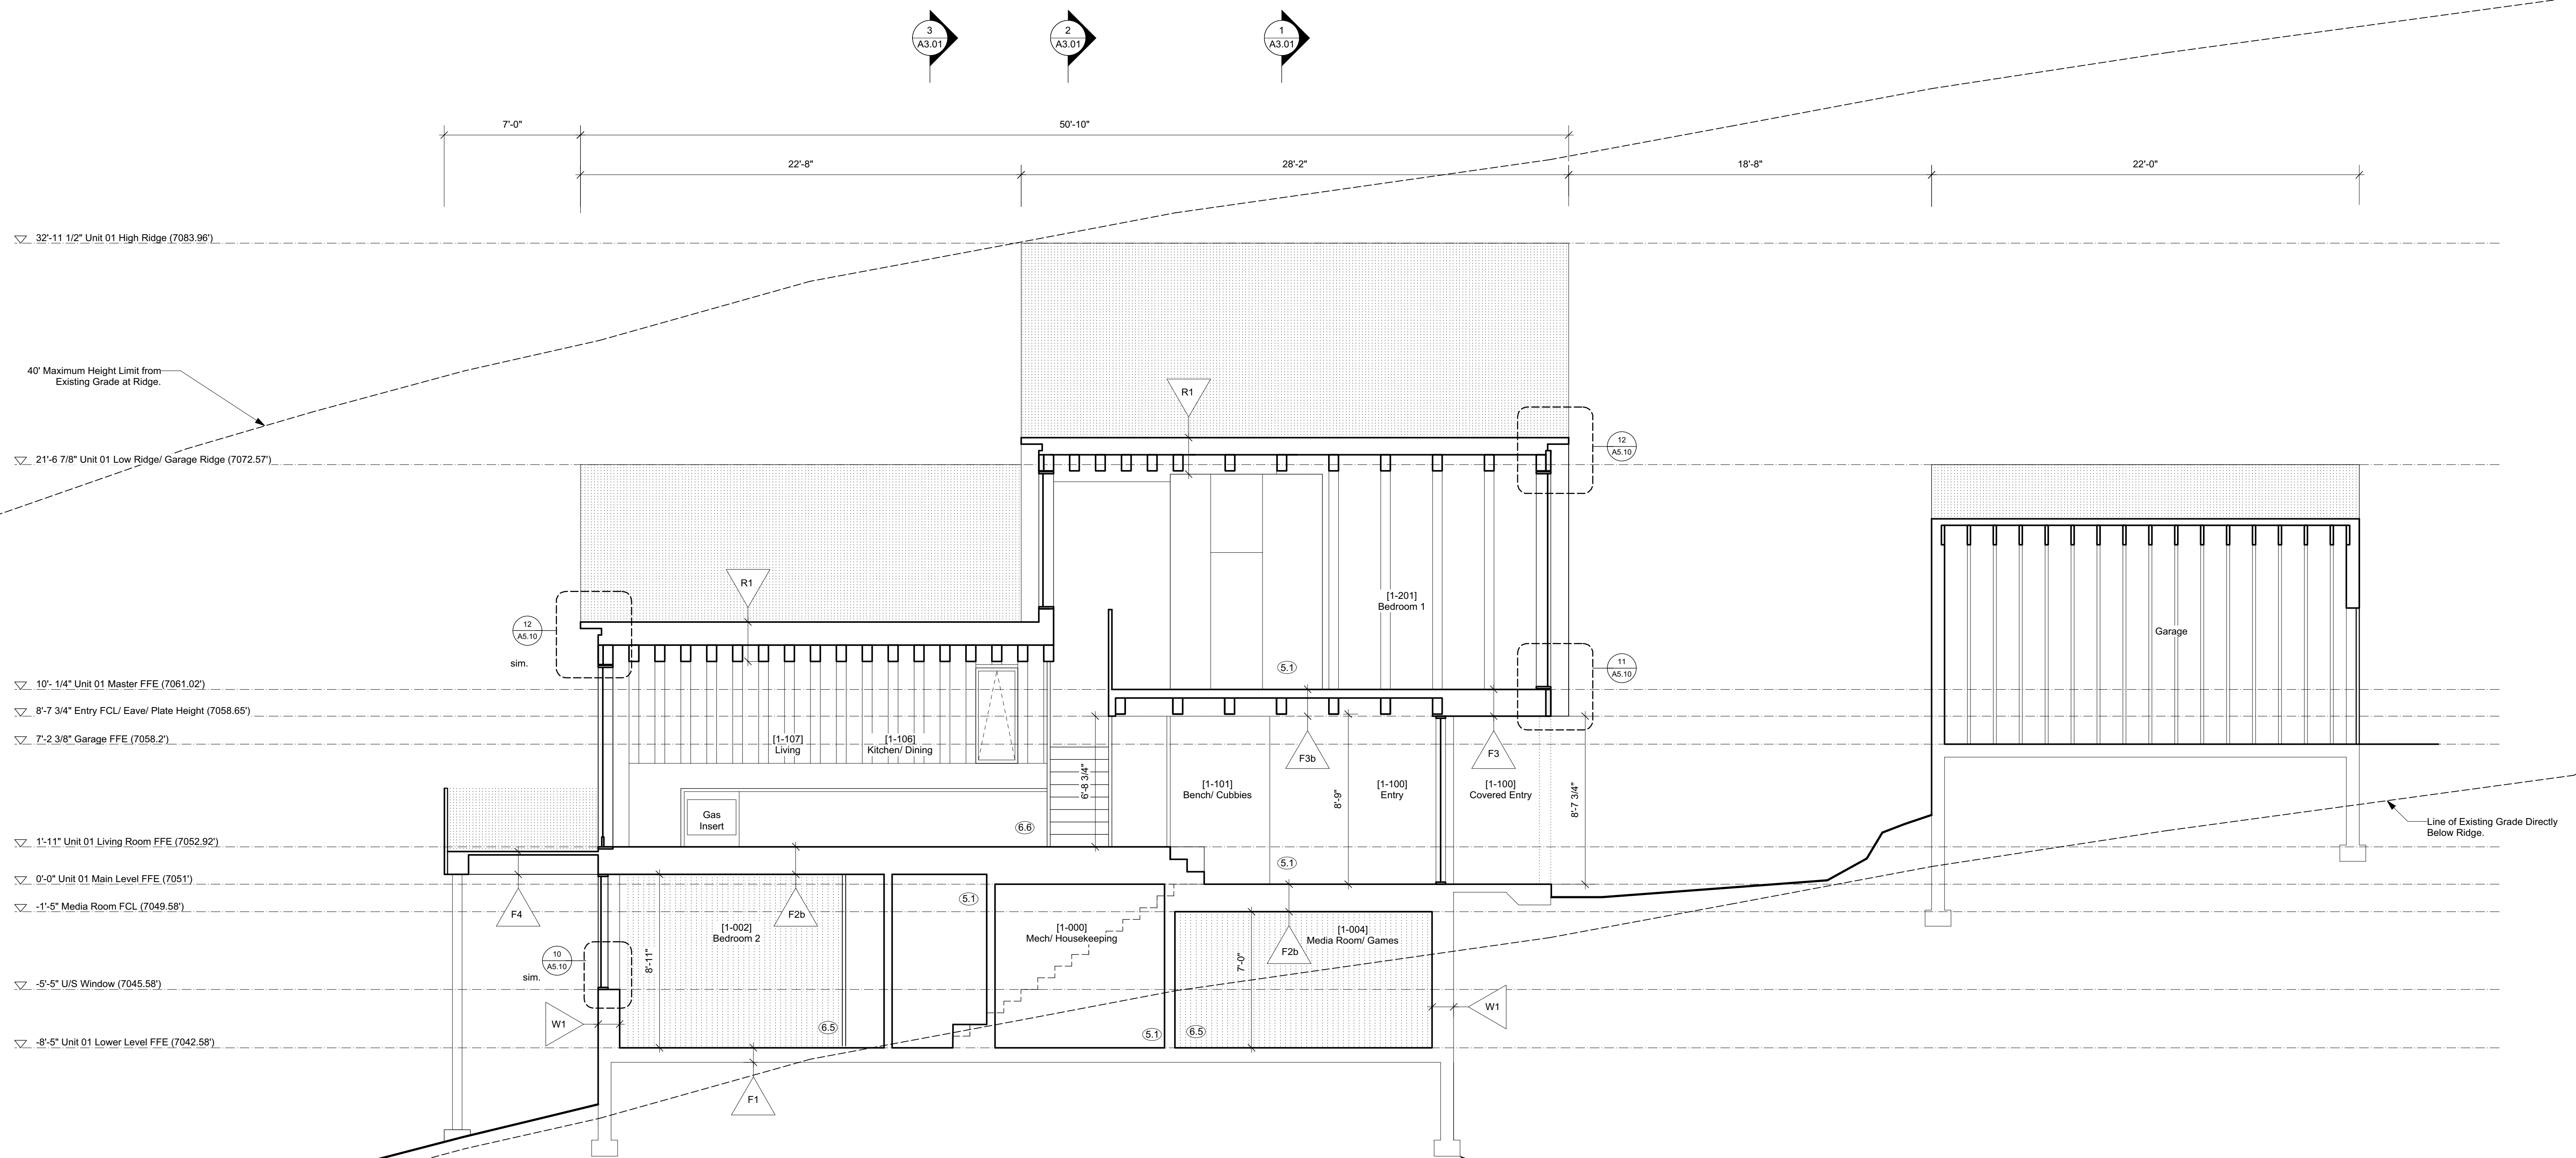 3
A3.01
2
A3.01
1
A3.01
7'-0"
50'-10"
22'-8"
28'-2"
18'-8"
22'-0"
32'-11 1/2" Unit 01 High Ridge (7083.96')
40' Maximum Height Limit from
Existing Grade at Ridge.
R1
12
A5.10
21'-6 7/8" Unit 01 Low Ridge/ Garage Ridge (7072.57')
R1
[1-201]
Bedroom 1
12
A5.10
sim.
Garage
5.1
11
A5.10
10'- 1/4" Unit 01 Master FFE (7061.02')
8'-7 3/4" Entry FCL/ Eave/ Plate Height (7058.65')
7'-2 3/8" Garage FFE (7058.2')
[1-107]
Living
[1-106]
Kitchen/ Dining
F3b
F3
6'-8 3/4"
[1-101]
Bench/ Cubbies
8'-9"
[1-100]
Entry
[1-100]
Covered Entry
8'-7 3/4"
Gas
Insert
6.6
Line of Existing Grade Directly
Below Ridge.
1'-11" Unit 01 Living Room FFE (7052.92')
5.1
0'-0" Unit 01 Main Level FFE (7051')
5.1
-1'-5" Media Room FCL (7049.58')
F4
F2b
[1-002]
Bedroom 2
[1-000]
Mech/ Housekeeping
[1-004]
Media Room/ Games
F2b
8'-11"
7'-0"
10
A5.10
sim.
-5'-5" U/S Window (7045.58')
W1
W1
6.5
5.1
6.5
-8'-5" Unit 01 Lower Level FFE (7042.58')
F1